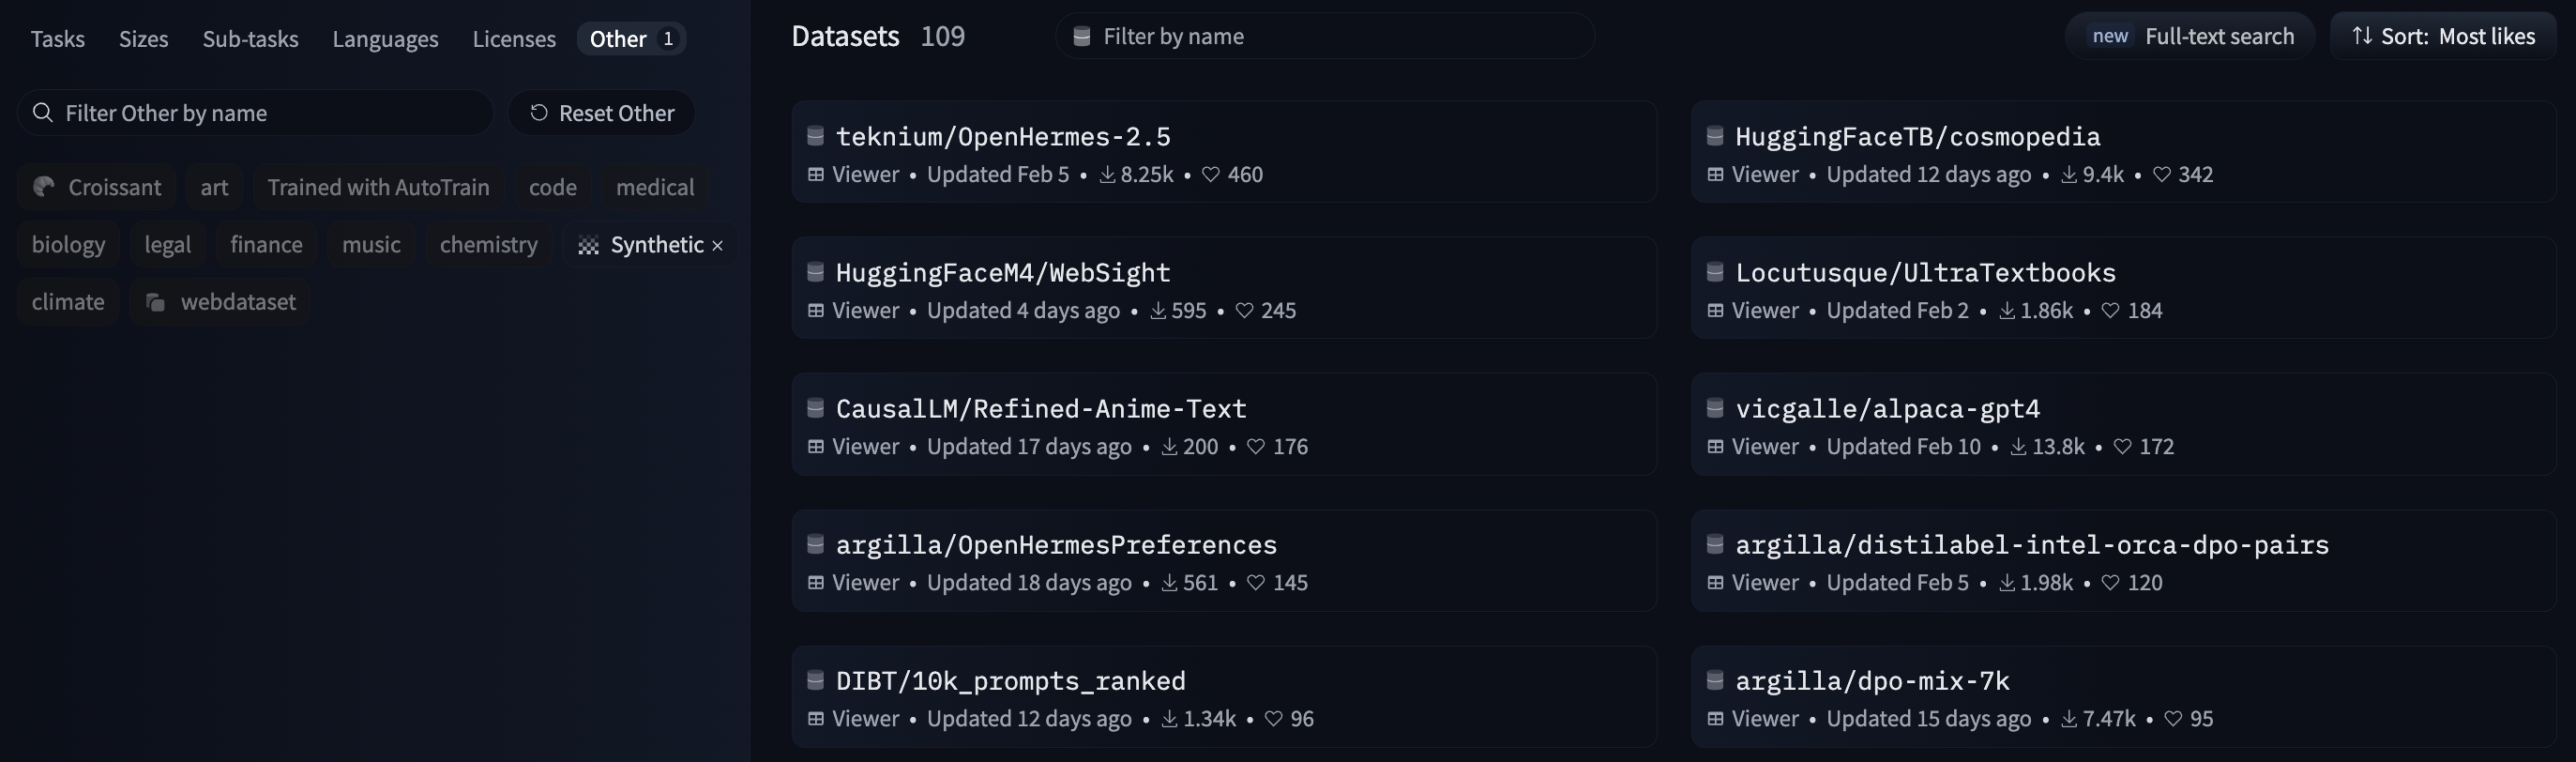 Tasks Sizes Sub-tasks Languages Licenses Other 1
Filter Other by name Reset Other
Croissant art Trained with AutoTrain code medical
biology legal finance music chemistry Synthetic ×
climate webdataset
Datasets 109 Filter by name new Full-text search Sort: Most likes
teknium/OpenHermes-2.5
Viewer • Updated Feb 5 • 8.25k • 460
HuggingFaceTB/cosmopedia
Viewer • Updated 12 days ago • 9.4k • 342
HuggingFaceM4/WebSight
Viewer • Updated 4 days ago • 595 • 245
Locutusque/UltraTextbooks
Viewer • Updated Feb 2 • 1.86k • 184
CausalLM/Refined-Anime-Text
Viewer • Updated 17 days ago • 200 • 176
vicgalle/alpaca-gpt4
Viewer • Updated Feb 10 • 13.8k • 172
argilla/OpenHermesPreferences
Viewer • Updated 18 days ago • 561 • 145
argilla/distilabel-intel-orca-dpo-pairs
Viewer • Updated Feb 5 • 1.98k • 120
DIBT/10k_prompts_ranked
Viewer • Updated 12 days ago • 1.34k • 96
argilla/dpo-mix-7k
Viewer • Updated 15 days ago • 7.47k • 95